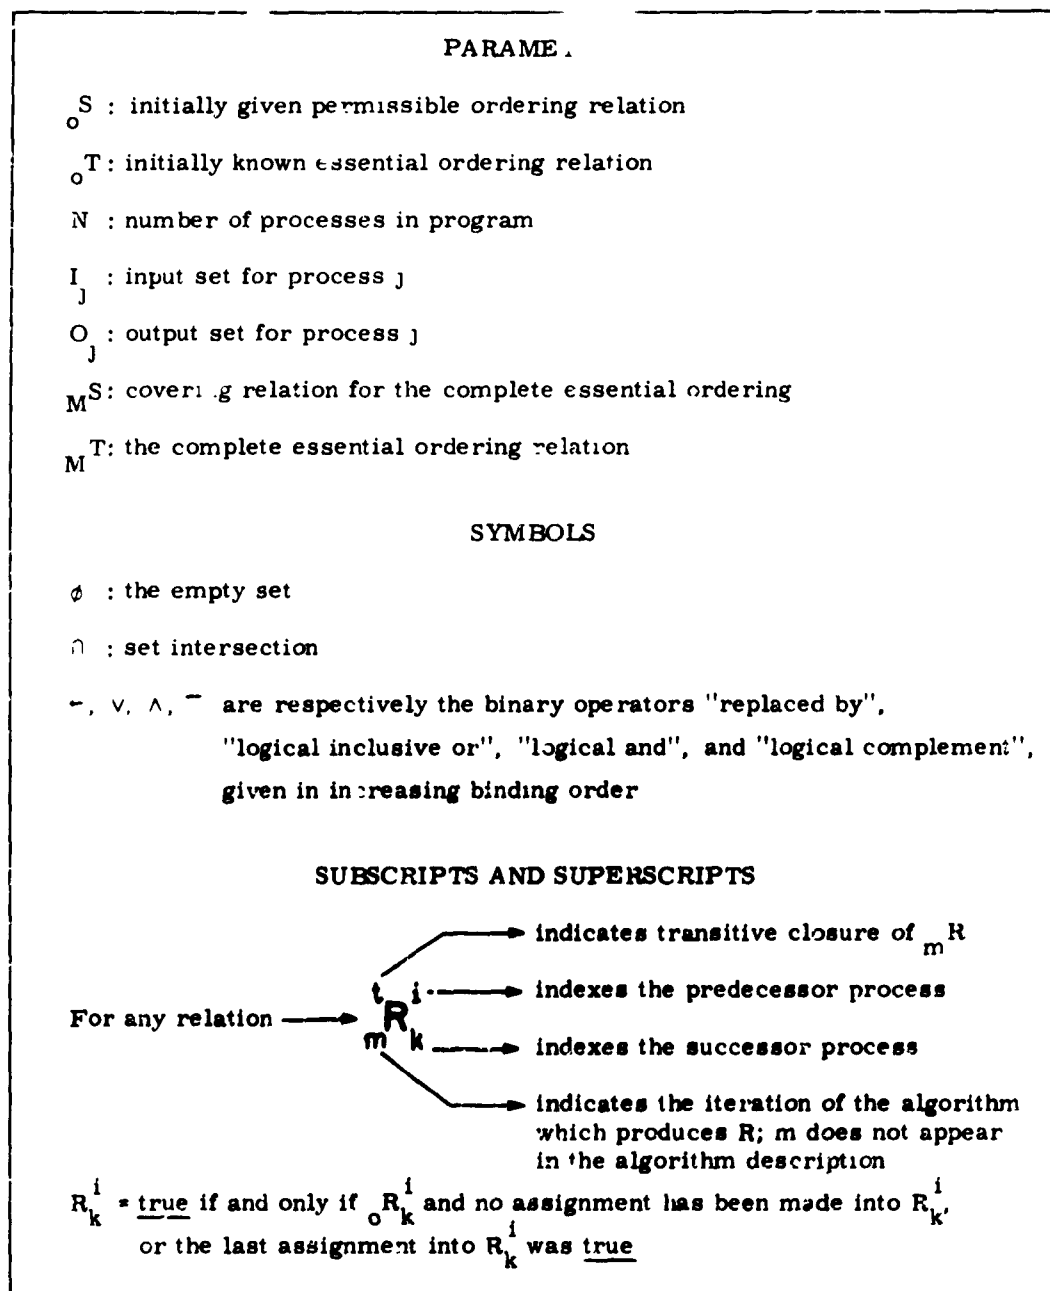 PARAME
oS : initially given permissible ordering relation
oT : initially known essential ordering relation
N : number of processes in program
Ij : input set for process j
Oj : output set for process j
MS: covering relation for the complete essential ordering
MT: the complete essential ordering relation
SYMBOLS
ø : the empty set
∩ : set intersection
←, ∨, ∧, ‾ are respectively the binary operators "replaced by",
"logical inclusive or", "logical and", and "logical complement",
given in increasing binding order
SUBSCRIPTS AND SUPERSCRIPTS
indicates transitive closure of mR
t i indexes the predecessor process
For any relation R
m k indexes the successor process
indicates the iteration of the algorithm
which produces R; m does not appear
in the algorithm description
R i k = true if and only if oR i k and no assignment has been made into R i k,
or the last assignment into R i k was true